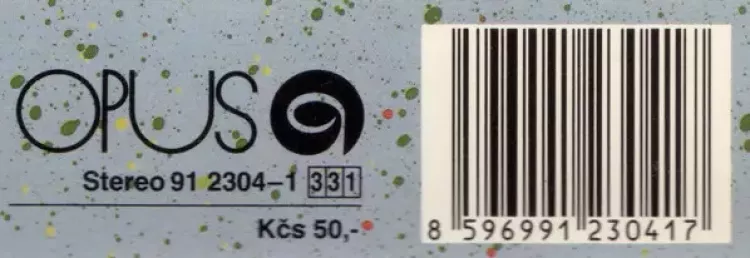 OPUS
Stereo 91 2304–1 331
Kčs 50,-
8 596991 230417